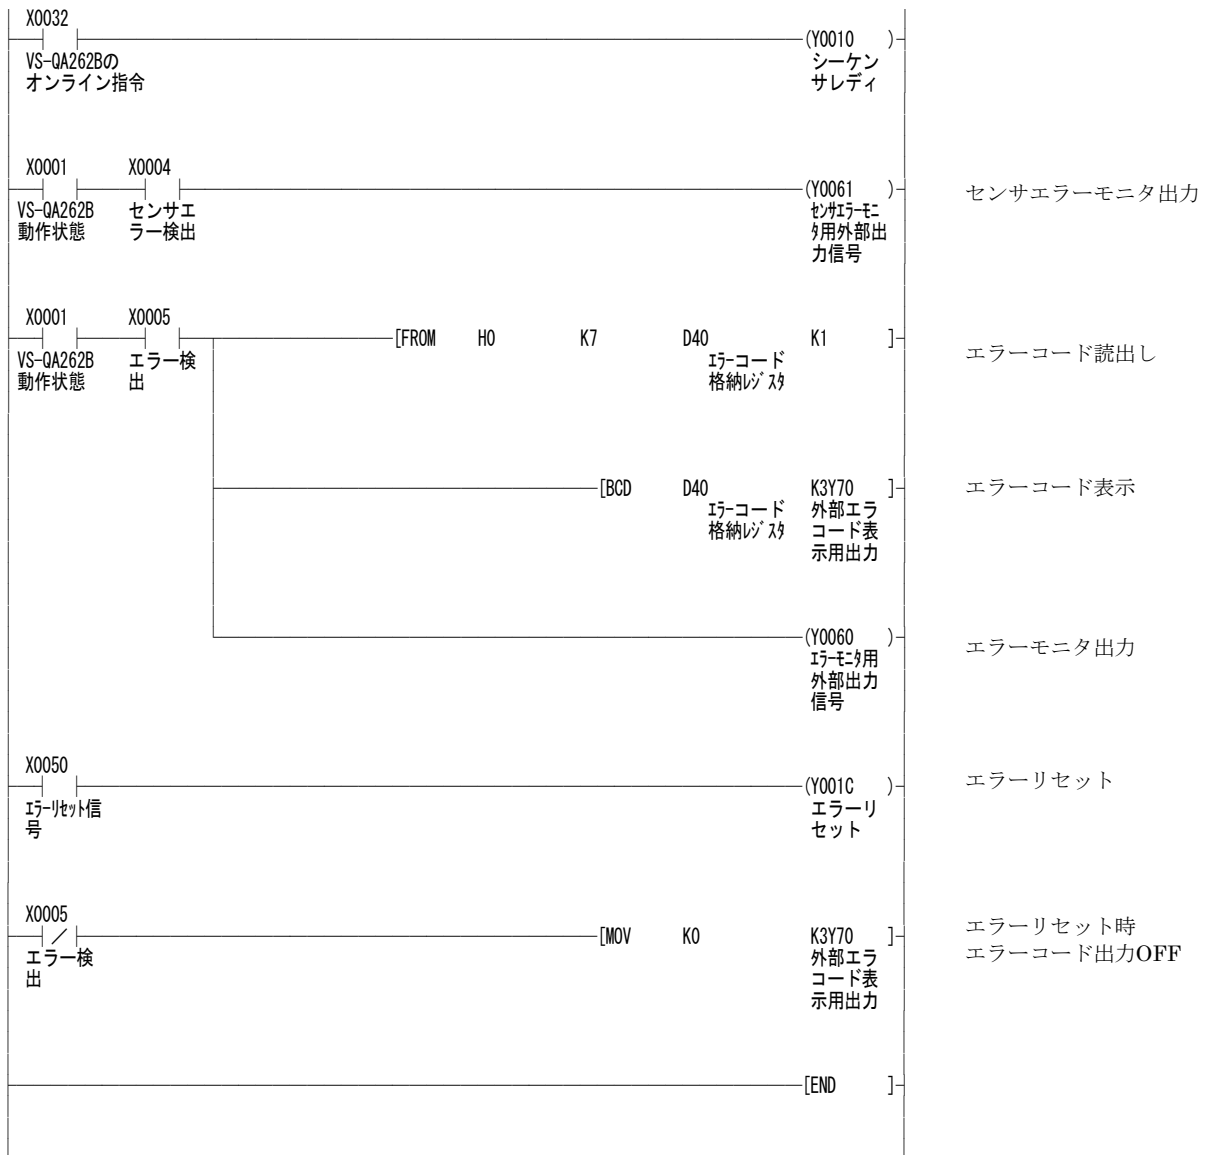 X0032
(Y0010 )
VS-QA262Bの
オンライン指令
シーケン
サレディ
X0001 X0004
(Y0061 )
センサエラーモニタ出力
VS-QA262B
動作状態
センサエ
ラー検出
ｾﾝｻｴﾗｰﾓﾆ
ﾀ用外部出
力信号
X0001 X0005
[FROM H0 K7 D40 K1 ]
エラーコード読出し
VS-QA262B
動作状態
エラー検
出
ｴﾗｰコード
格納ﾚｼﾞｽﾀ
[BCD D40 K3Y70 ]
エラーコード表示
ｴﾗｰコード
格納ﾚｼﾞｽﾀ
外部エラ
コード表
示用出力
(Y0060 )
エラーモニタ出力
ｴﾗｰﾓﾆﾀ用
外部出力
信号
X0050
(Y001C )
エラーリセット
ｴﾗｰﾘｾｯﾄ信
号
エラーリ
セット
X0005
[MOV K0 K3Y70 ]
エラーリセット時
エラーコード出力OFF
エラー検
出
外部エラ
コード表
示用出力
[END ]